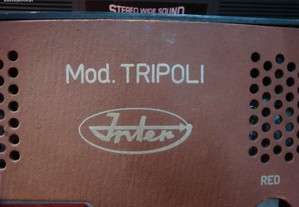 STEREO WIDE SOUND
Mod. TRIPOLI
Inter
RED